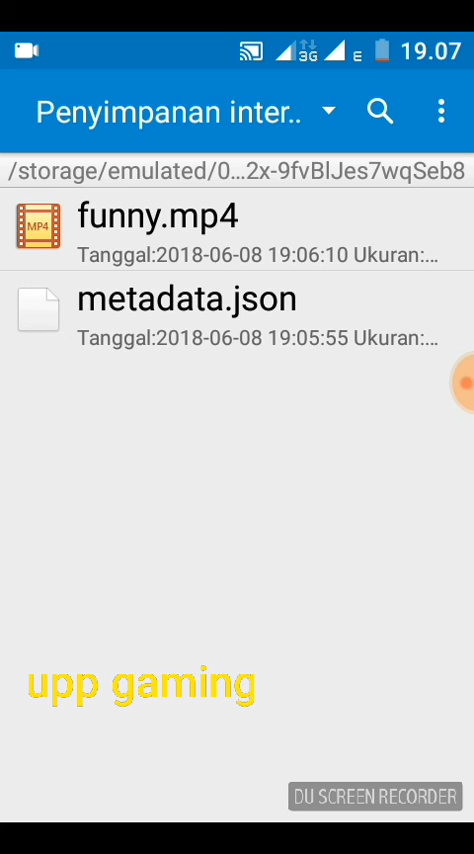 3G E 19.07
Penyimpanan inter..
/storage/emulated/0...2x-9fvBlJes7wqSeb8
MP4
funny.mp4
Tanggal:2018-06-08 19:06:10 Ukuran:...
metadata.json
Tanggal:2018-06-08 19:05:55 Ukuran:...
upp gaming
DU SCREEN RECORDER